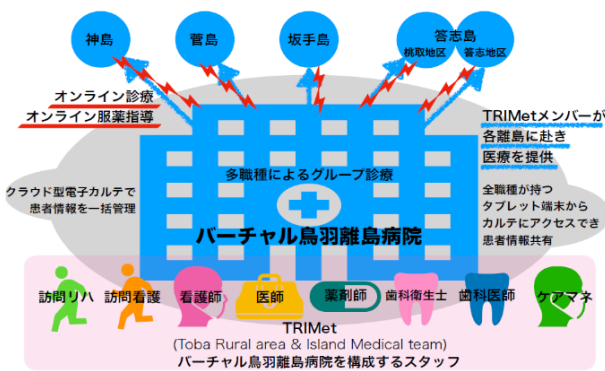 神島
菅島
坂手島
答志島
桃取地区
答志地区
オンライン診療
オンライン服薬指導
TRIMetメンバーが
各離島に赴き
医療を提供
多職種によるグループ診療
クラウド型電子カルテで
患者情報を一括管理
全職種が持つ
タブレット端末から
カルテにアクセスでき
患者情報共有
バーチャル鳥羽離島病院
訪問リハ
訪問看護
看護師
医師
薬剤師
歯科衛生士
歯科医師
ケアマネ
TRIMet
(Toba Rural area & Island Medical team)
バーチャル鳥羽離島病院を構成するスタッフ